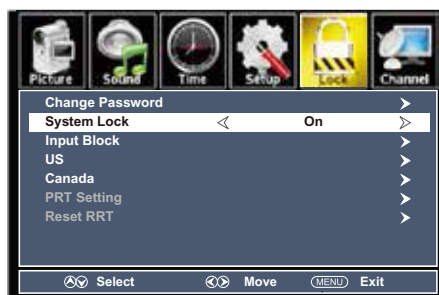 Picture Sound Time Setup Lock Channel
Change Password
System Lock On
Input Block
US
Canada
PRT Setting
Reset RRT
Select Move MENU Exit